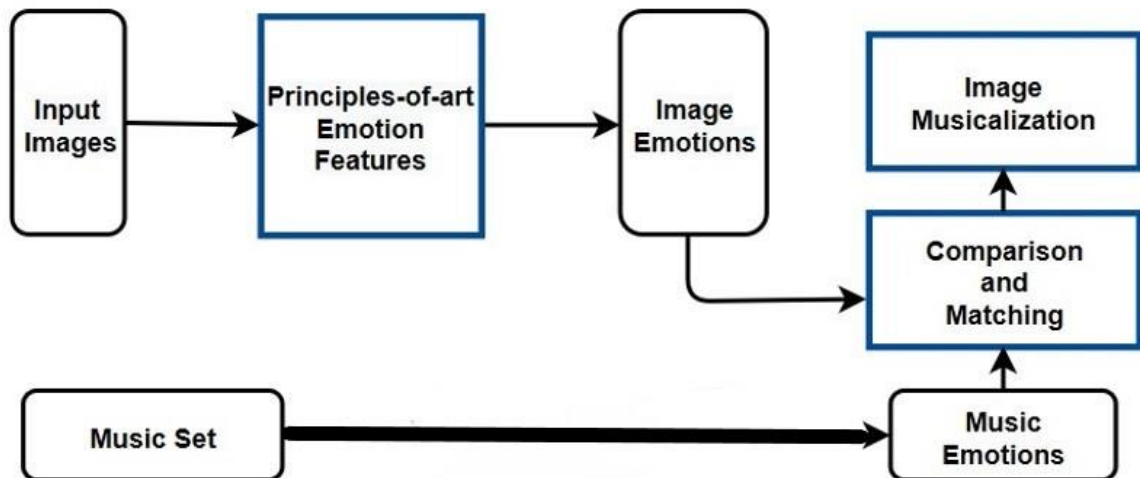 Input
Images
Principles-of-art
Emotion
Features
Image
Emotions
Image
Musicalization
Comparison
and
Matching
Music Set
Music
Emotions